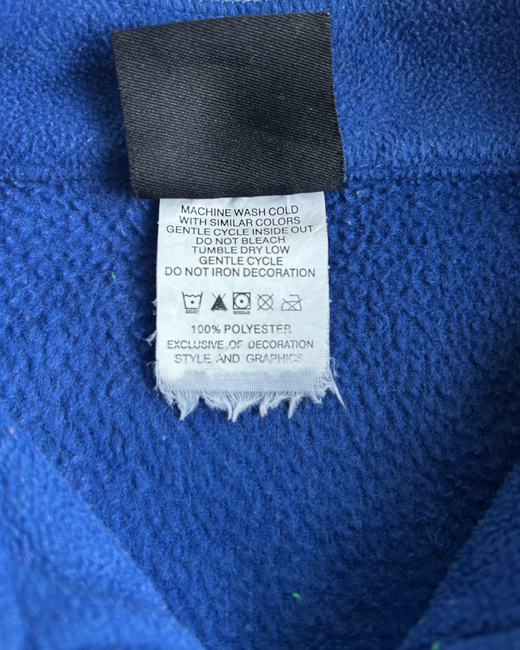 MACHINE WASH COLD
WITH SIMILAR COLORS
GENTLE CYCLE INSIDE OUT
DO NOT BLEACH
TUMBLE DRY LOW
GENTLE CYCLE
DO NOT IRON DECORATION
100% POLYESTER
EXCLUSIVE OF DECORATION
STYLE AND GRAPHICS